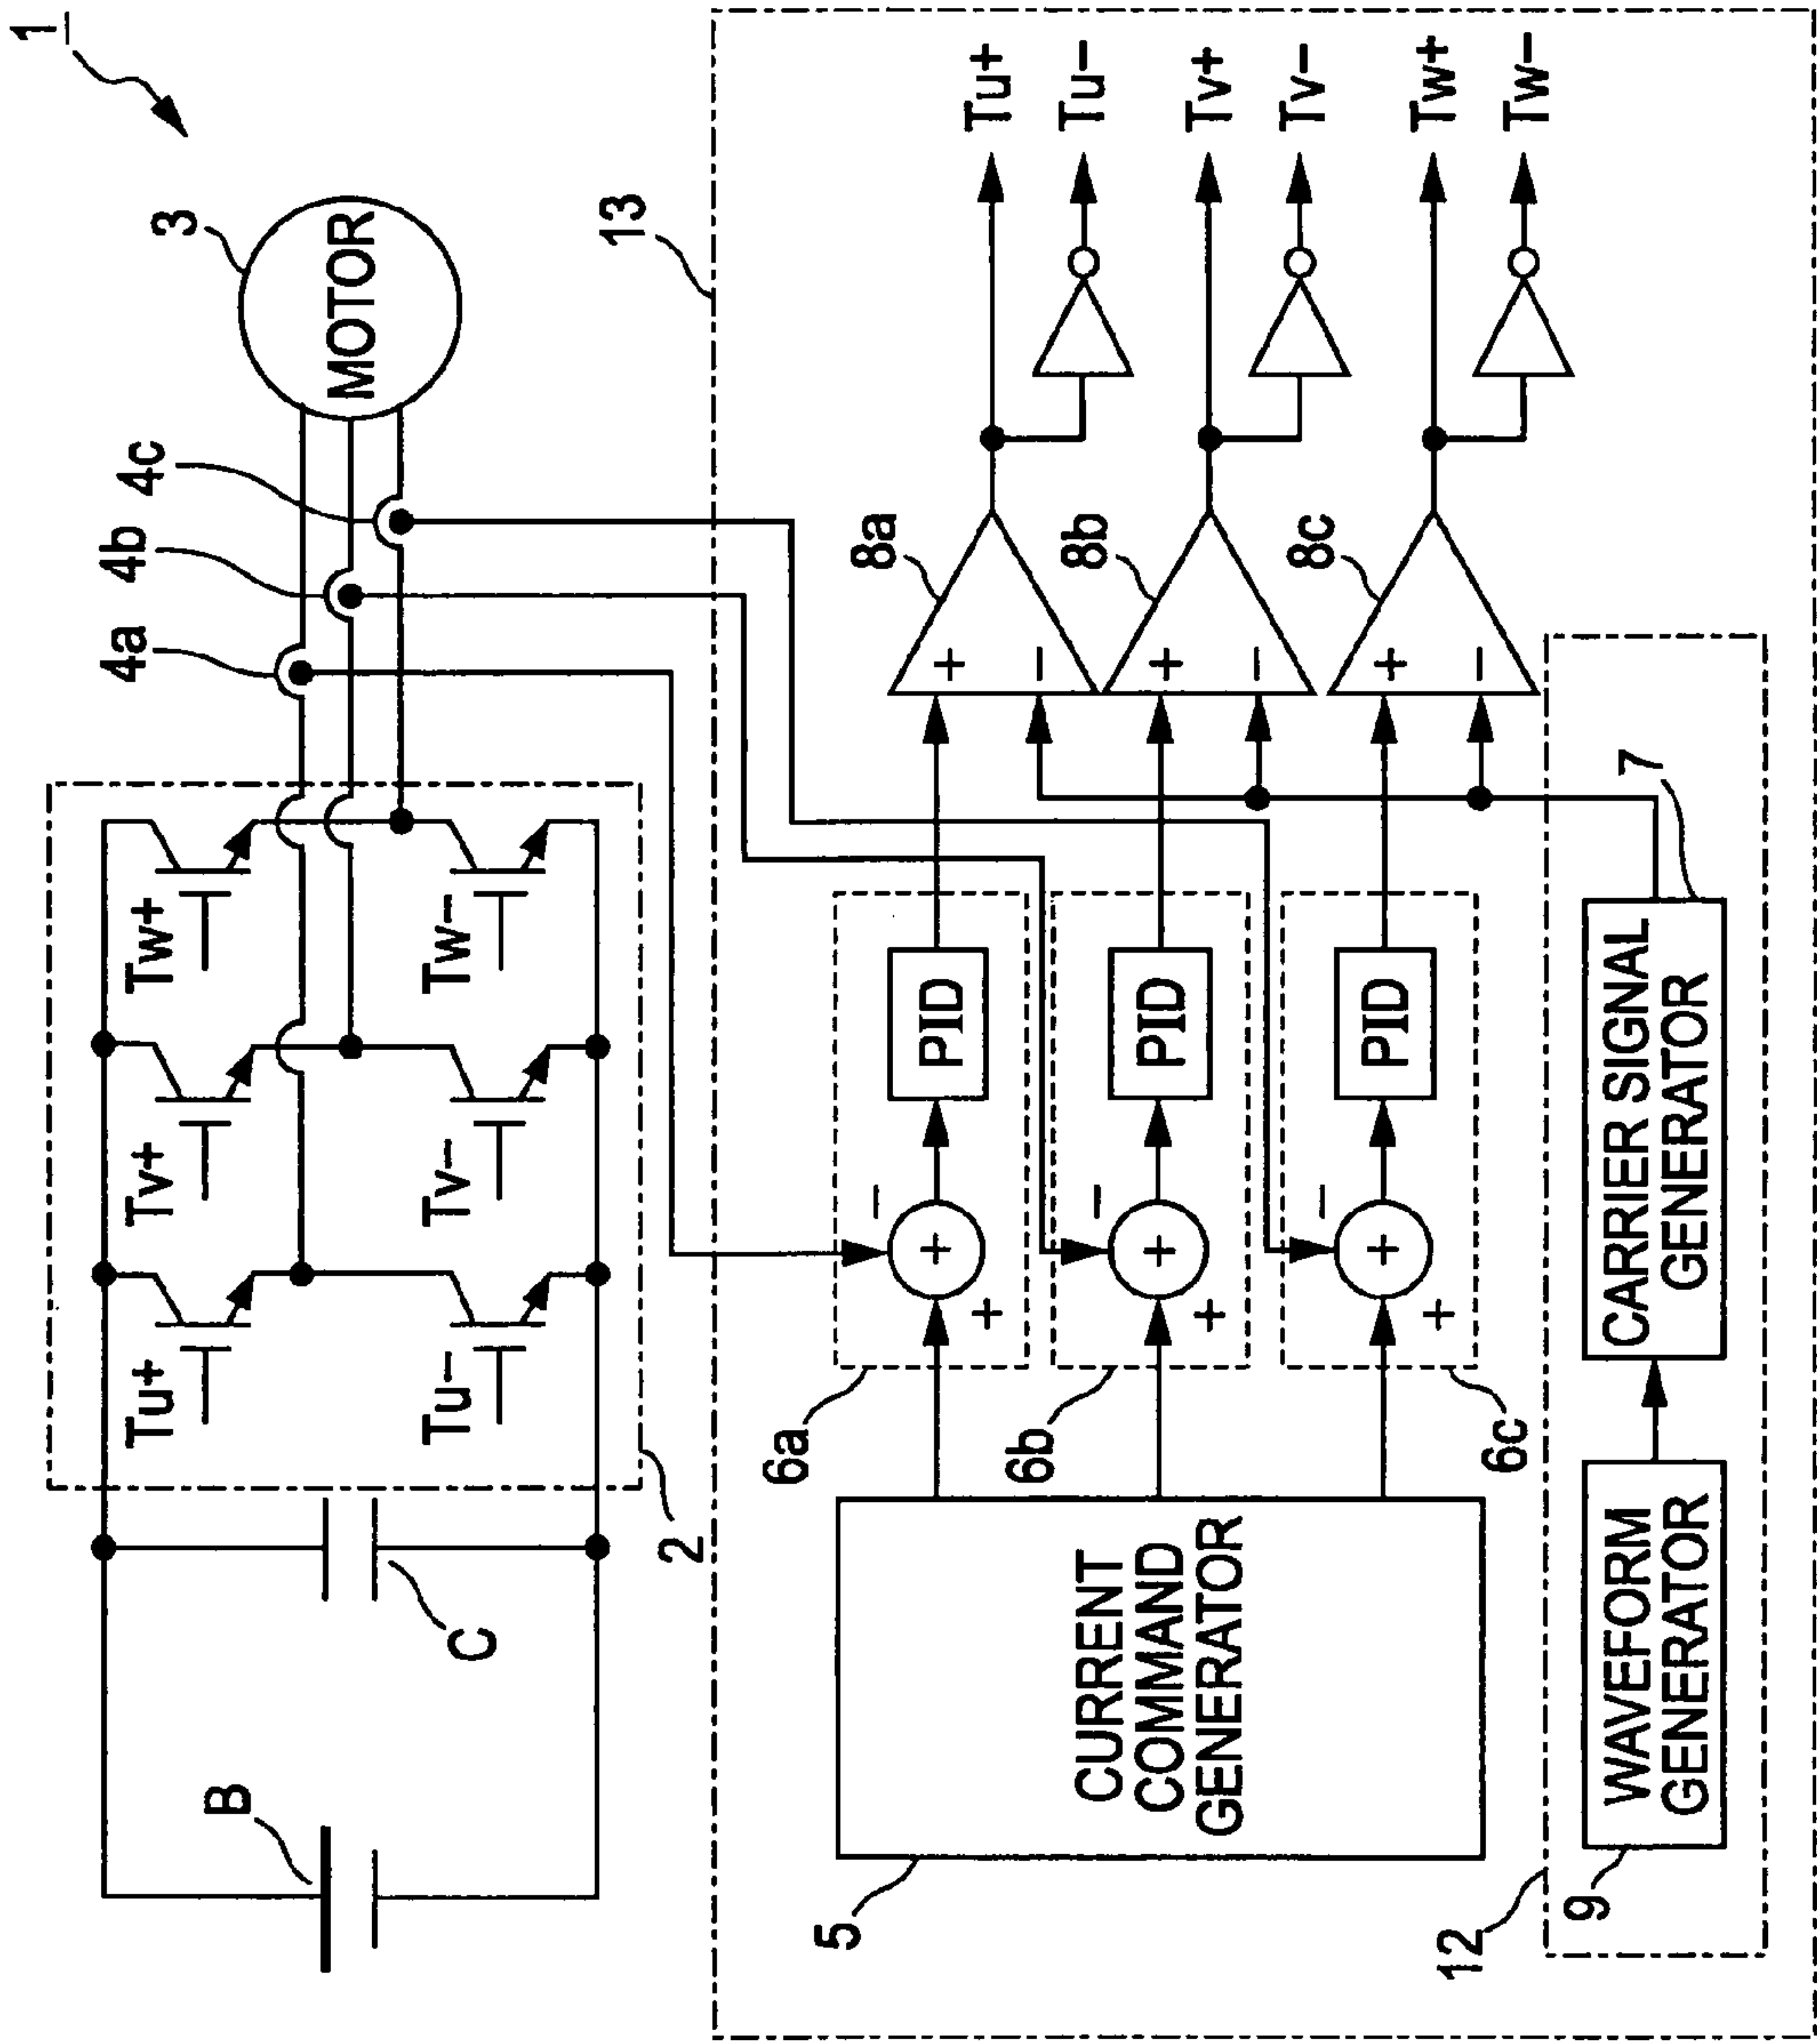 1
3
MOTOR
4a
4b
4c
Tu+
Tv+
Tw+
Tu−
Tv−
Tw−
B
C
2
13
5
CURRENT
COMMAND
GENERATOR
6a
PID
6b
PID
6c
PID
+
−
+
+
−
+
+
−
+
8a
+
−
8b
+
−
8c
+
−
Tu+
Tu−
Tv+
Tv−
Tw+
Tw−
12
9
WAVEFORM
GENERATOR
7
CARRIER SIGNAL
GENERATOR